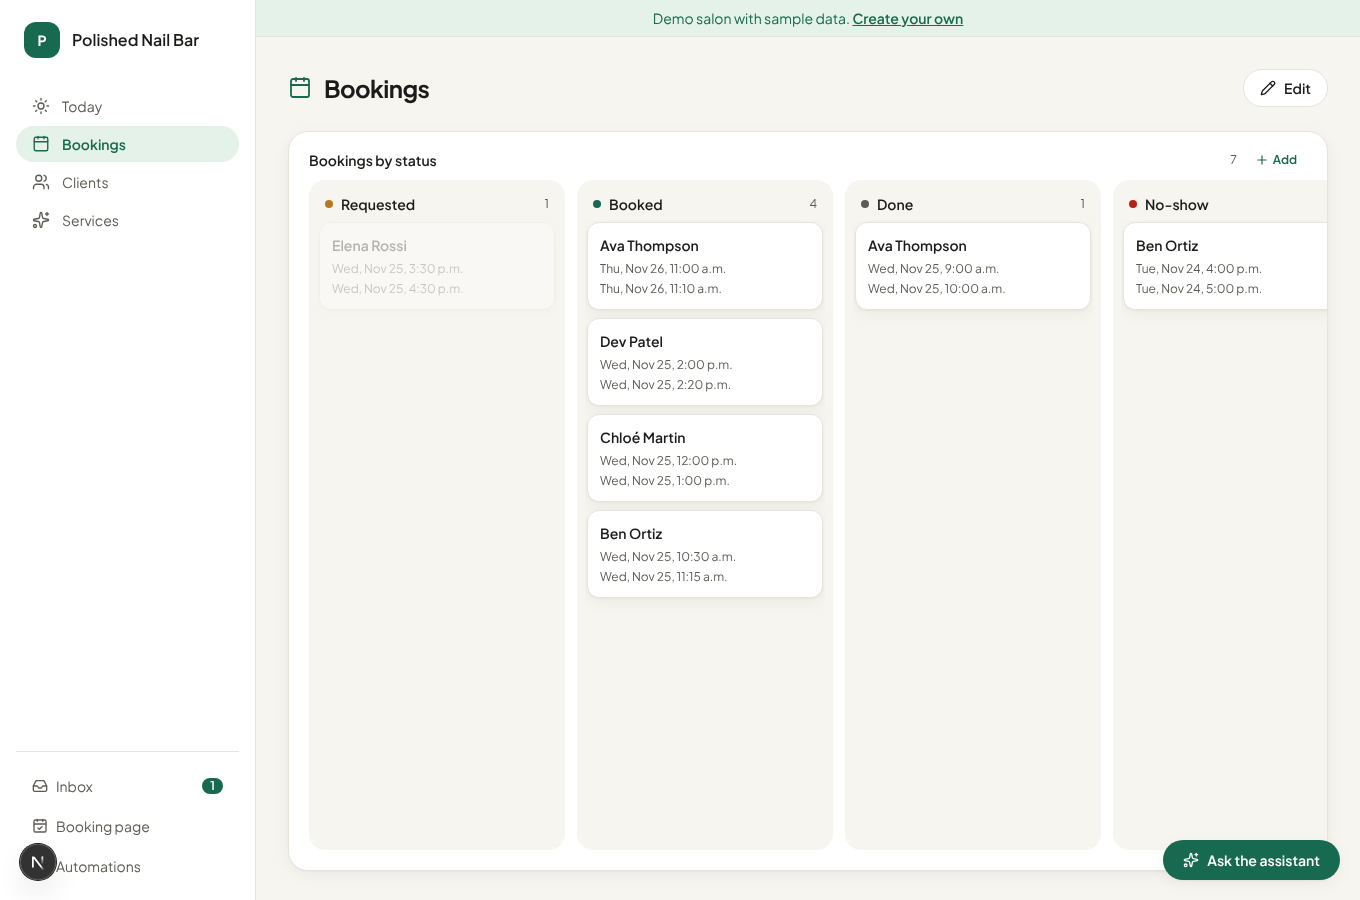 P Polished Nail Bar
Today
Bookings
Clients
Services
Inbox 1
Booking page
N Automations
Demo salon with sample data. Create your own
Bookings
Edit
Bookings by status 7 + Add
Requested 1
Elena Rossi
Wed, Nov 25, 3:30 p.m.
Wed, Nov 25, 4:30 p.m.
Booked 4
Ava Thompson
Thu, Nov 26, 11:00 a.m.
Thu, Nov 26, 11:10 a.m.
Dev Patel
Wed, Nov 25, 2:00 p.m.
Wed, Nov 25, 2:20 p.m.
Chloé Martin
Wed, Nov 25, 12:00 p.m.
Wed, Nov 25, 1:00 p.m.
Ben Ortiz
Wed, Nov 25, 10:30 a.m.
Wed, Nov 25, 11:15 a.m.
Done 1
Ava Thompson
Wed, Nov 25, 9:00 a.m.
Wed, Nov 25, 10:00 a.m.
No-show
Ben Ortiz
Tue, Nov 24, 4:00 p.m.
Tue, Nov 24, 5:00 p.m.
Ask the assistant